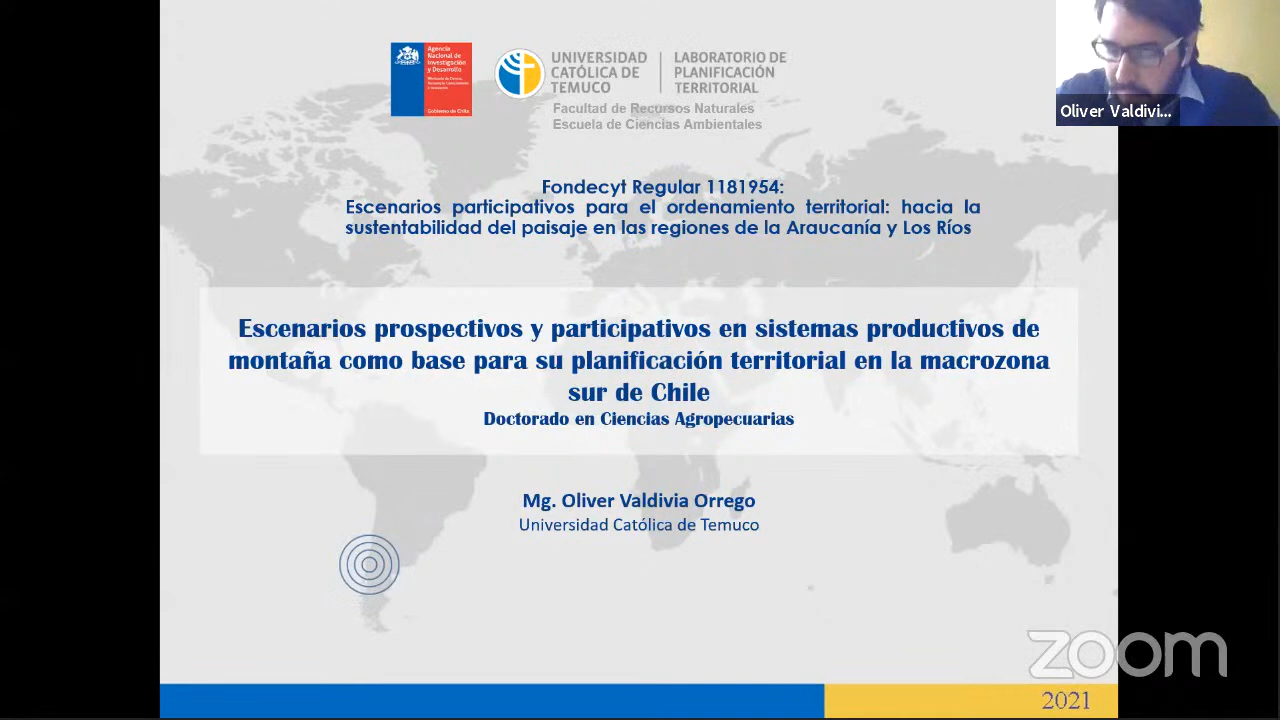 Agencia
Nacional de
Investigación
y Desarrollo
Gobierno de Chile
UNIVERSIDAD
CATÓLICA DE
TEMUCO
LABORATORIO DE
PLANIFICACIÓN
TERRITORIAL
Facultad de Recursos Naturales
Escuela de Ciencias Ambientales
Oliver Valdivi...
Fondecyt Regular 1181954:
Escenarios participativos para el ordenamiento territorial: hacia la
sustentabilidad del paisaje en las regiones de la Araucanía y Los Ríos
Escenarios prospectivos y participativos en sistemas productivos de
montaña como base para su planificación territorial en la macrozona
sur de Chile
Doctorado en Ciencias Agropecuarias
Mg. Oliver Valdivia Orrego
Universidad Católica de Temuco
zoom
2021